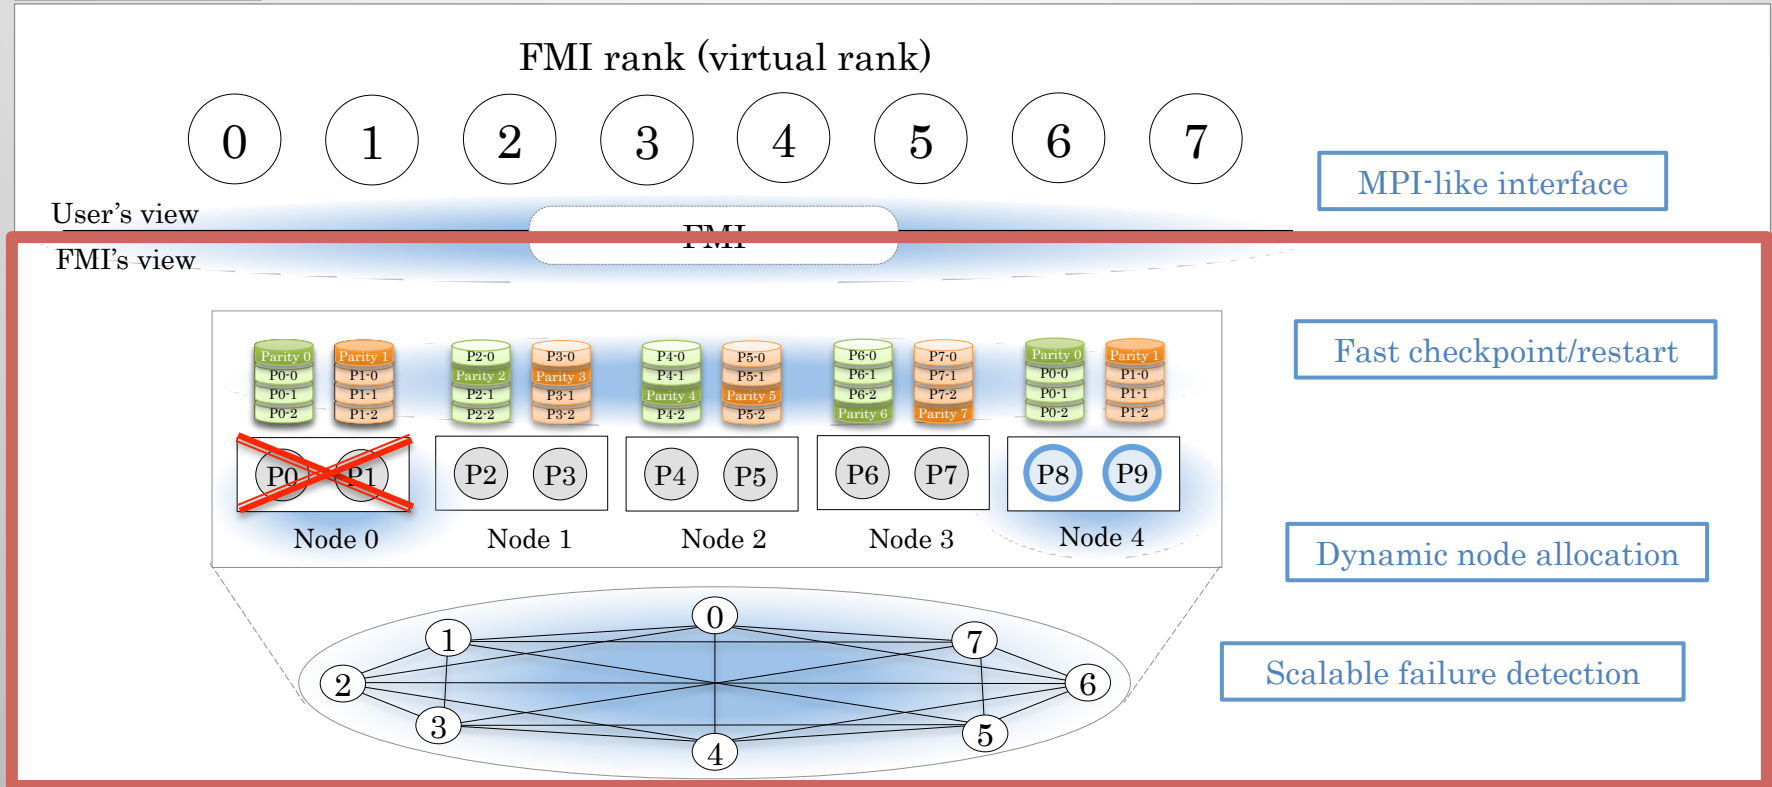 FMI rank (virtual rank)
0 1 2 3 4 5 6 7
MPI-like interface
User's view
FMI
FMI's view
Fast checkpoint/restart
Parity 0 Parity 1 P2-0 P3-0 P4-0 P5-0 P6-0 P7-0 Parity 0 Parity 1
P0-0 P1-0 Parity 2 Parity 3 P4-1 P5-1 P6-1 P7-1 P0-0 P1-0
P0-1 P1-1 P2-1 P3-1 Parity 4 Parity 5 P6-2 P7-2 P0-1 P1-1
P0-2 P1-2 P2-2 P3-2 P4-2 P5-2 Parity 6 Parity 7 P0-2 P1-2
P0 P1 P2 P3 P4 P5 P6 P7 P8 P9
Node 0 Node 1 Node 2 Node 3 Node 4
Dynamic node allocation
0
1 7
2 6
3 5
4
Scalable failure detection